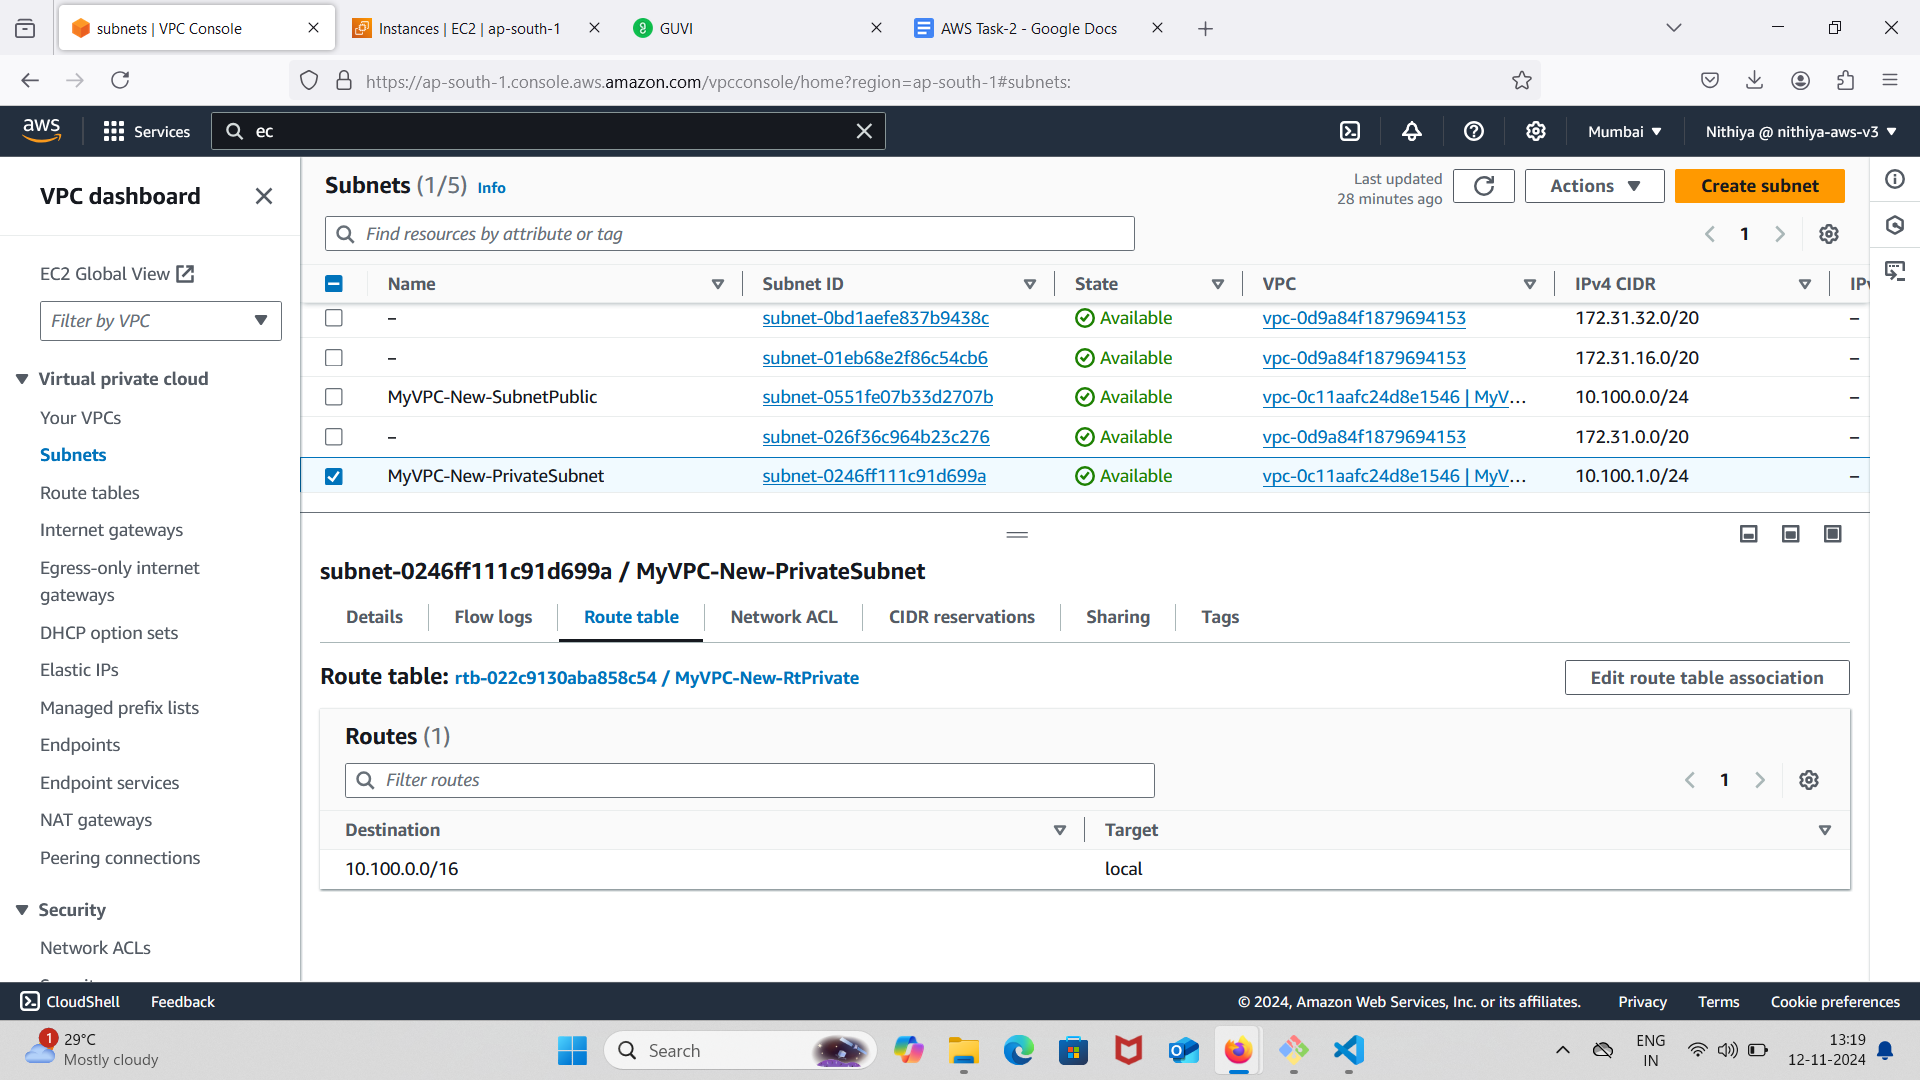 subnets | VPC Console
Instances | EC2 | ap-south-1
GUVI
AWS Task-2 - Google Docs
https://ap-south-1.console.aws.amazon.com/vpcconsole/home?region=ap-south-1#subnets:
aws
Services
ec
Mumbai
Nithiya @ nithiya-aws-v3
VPC dashboard
EC2 Global View
Filter by VPC
Virtual private cloud
Your VPCs
Subnets
Route tables
Internet gateways
Egress-only internet
gateways
DHCP option sets
Elastic IPs
Managed prefix lists
Endpoints
Endpoint services
NAT gateways
Peering connections
Security
Network ACLs
Subnets (1/5) Info
Last updated
28 minutes ago
Actions
Create subnet
Find resources by attribute or tag
1
Name Subnet ID State VPC IPv4 CIDR IPv
– subnet-0bd1aefe837b9438c Available vpc-0d9a84f1879694153 172.31.32.0/20 –
– subnet-01eb68e2f86c54cb6 Available vpc-0d9a84f1879694153 172.31.16.0/20 –
MyVPC-New-SubnetPublic subnet-0551fe07b33d2707b Available vpc-0c11aafc24d8e1546 | MyV... 10.100.0.0/24 –
– subnet-026f36c964b23c276 Available vpc-0d9a84f1879694153 172.31.0.0/20 –
MyVPC-New-PrivateSubnet subnet-0246ff111c91d699a Available vpc-0c11aafc24d8e1546 | MyV... 10.100.1.0/24 –
subnet-0246ff111c91d699a / MyVPC-New-PrivateSubnet
Details Flow logs Route table Network ACL CIDR reservations Sharing Tags
Route table: rtb-022c9130aba858c54 / MyVPC-New-RtPrivate
Edit route table association
Routes (1)
Filter routes
1
Destination Target
10.100.0.0/16 local
CloudShell Feedback
© 2024, Amazon Web Services, Inc. or its affiliates. Privacy Terms Cookie preferences
1
29°C
Mostly cloudy
Search
ENG
IN
13:19
12-11-2024